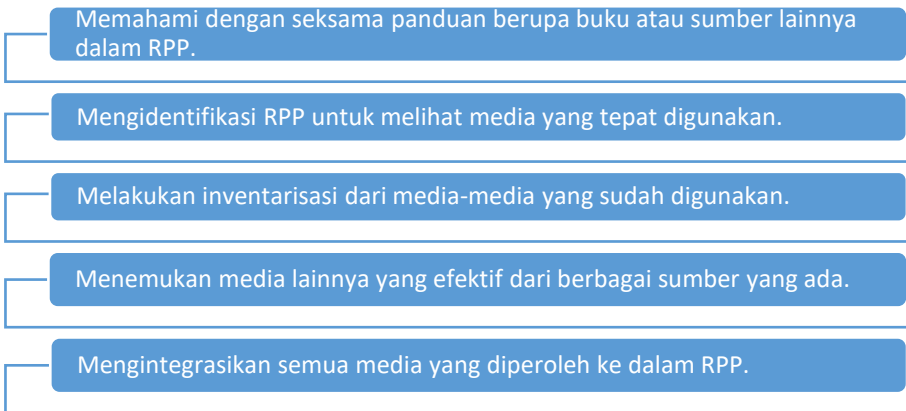 Memahami dengan seksama panduan berupa buku atau sumber lainnya
dalam RPP.
Mengidentifikasi RPP untuk melihat media yang tepat digunakan.
Melakukan inventarisasi dari media-media yang sudah digunakan.
Menemukan media lainnya yang efektif dari berbagai sumber yang ada.
Mengintegrasikan semua media yang diperoleh ke dalam RPP.